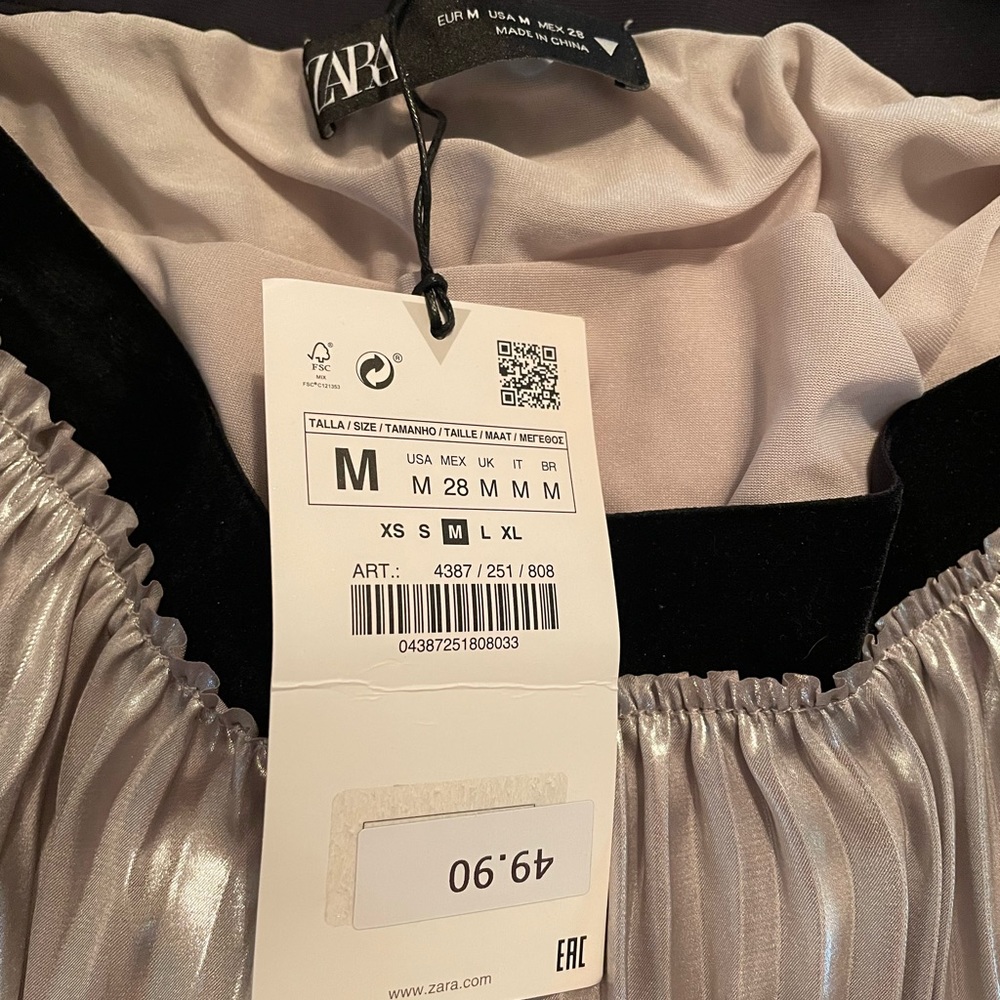 ZARA
EUR M USA M MEX 28
MADE IN CHINA
FSC®
MIX
FSC® C121353
®
TALLA / SIZE / TAMANHO / TAILLE / MAAT / ΜΕΓΕΘΟΣ
M
USA MEX UK IT BR
M 28 M M M
XS S M L XL
ART.: 4387 / 251 / 808
04387251808033
49.90
EAC
www.zara.com